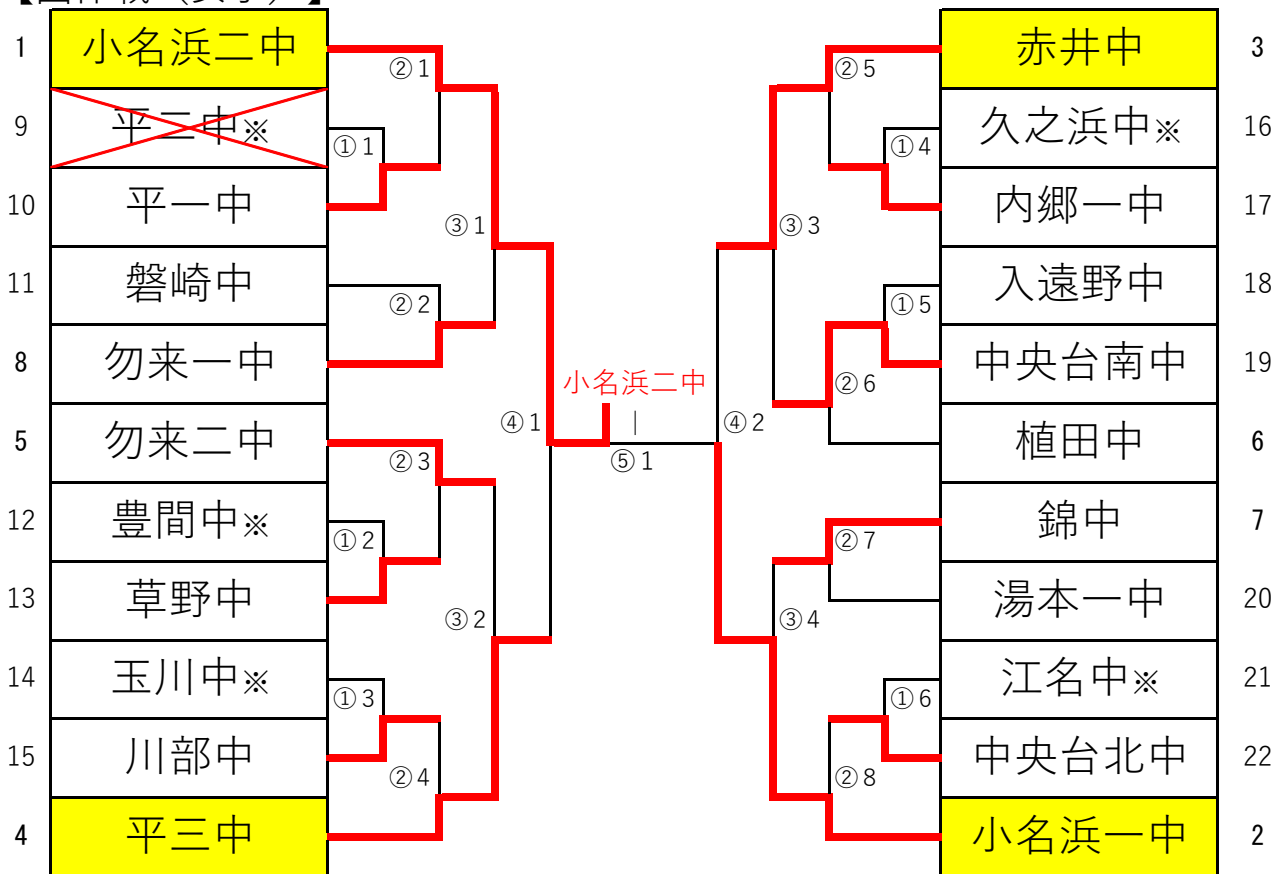 1 小名浜二中
9 平二中※
10 平一中
11 磐崎中
8 勿来一中
5 勿来二中
12 豊間中※
13 草野中
14 玉川中※
15 川部中
4 平三中
②1
①1
③1
②2
④1
②3
①2
③2
①3
②4
小名浜二中
｜
⑤1
②5
①4
③3
①5
②6
④2
②7
③4
①6
②8
赤井中 3
久之浜中※ 16
内郷一中 17
入遠野中 18
中央台南中 19
植田中 6
錦中 7
湯本一中 20
江名中※ 21
中央台北中 22
小名浜一中 2